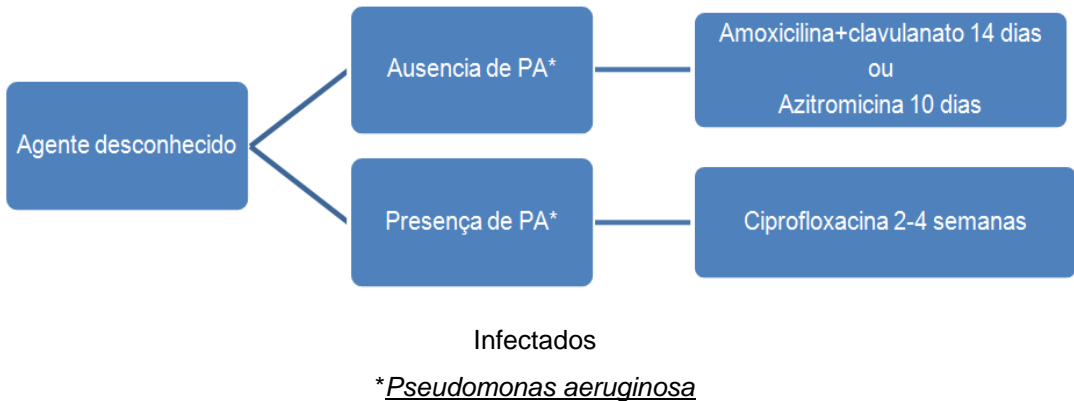 Agente desconhecido
Ausencia de PA*
Amoxicilina+clavulanato 14 dias
ou
Azitromicina 10 dias
Presença de PA*
Ciprofloxacina 2-4 semanas
Infectados
*Pseudomonas aeruginosa